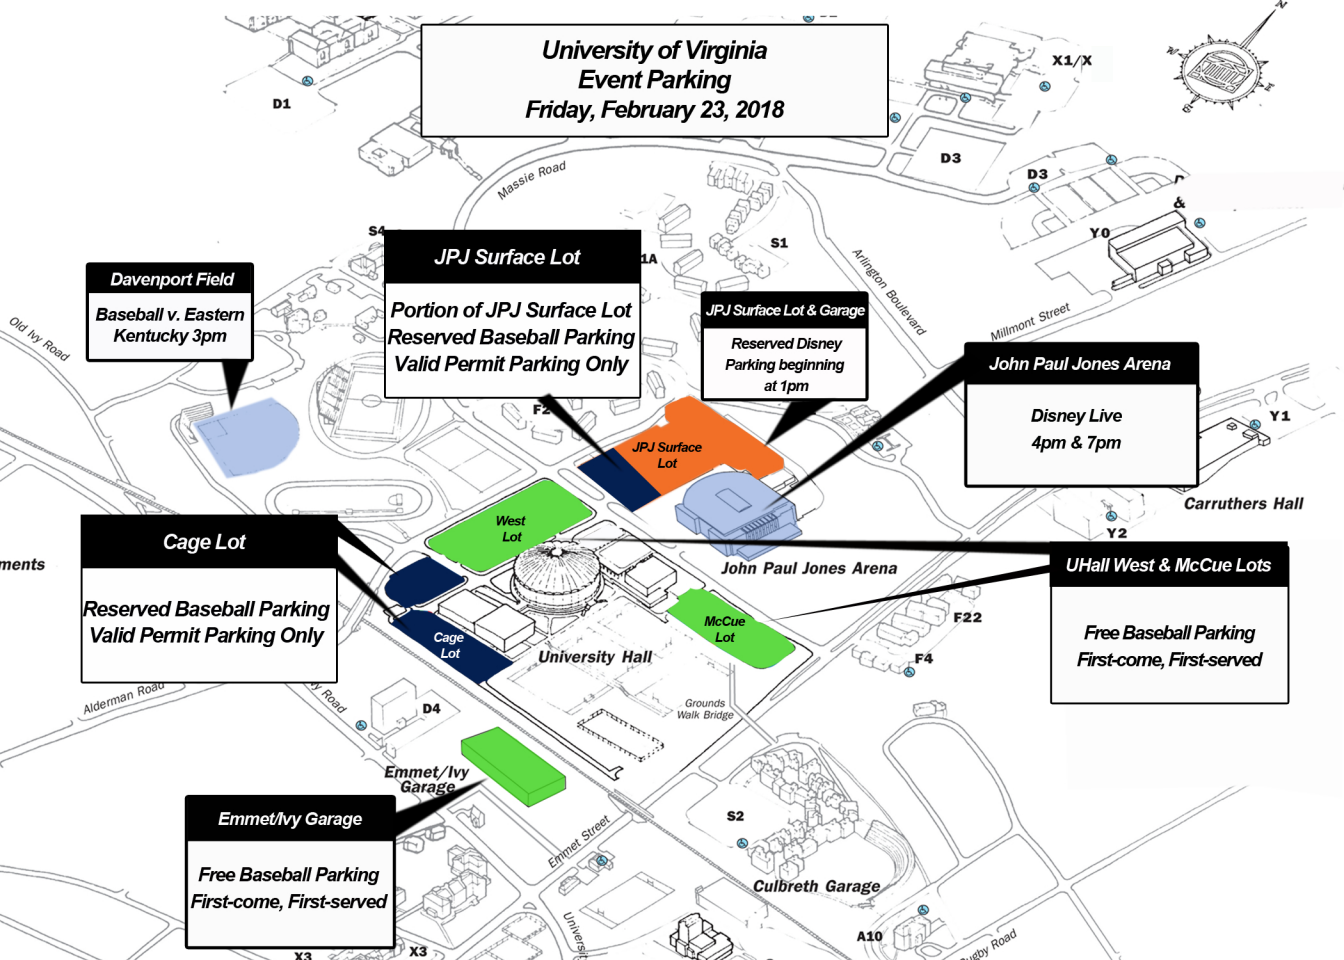 University of Virginia
Event Parking
Friday, February 23, 2018
N
S
D1
X1/X
D3
D3
&
Y0
Massie Road
S4
S1
1A
Arlington Boulevard
Millmont Street
Old Ivy Road
Davenport Field
Baseball v. Eastern
Kentucky 3pm
JPJ Surface Lot
Portion of JPJ Surface Lot
Reserved Baseball Parking
Valid Permit Parking Only
JPJ Surface Lot & Garage
Reserved Disney
Parking beginning
at 1pm
John Paul Jones Arena
Disney Live
4pm & 7pm
Y1
Carruthers Hall
Y2
JPJ Surface
Lot
West
Lot
John Paul Jones Arena
Cage Lot
Reserved Baseball Parking
Valid Permit Parking Only
ments
UHall West & McCue Lots
Free Baseball Parking
First-come, First-served
McCue
Lot
Cage
Lot
University Hall
F22
F4
Alderman Road
vy Road
D4
Grounds
Walk Bridge
Emmet/Ivy
Garage
Emmet/Ivy Garage
Free Baseball Parking
First-come, First-served
Emmet Street
S2
Culbreth Garage
A10
Rugby Road
Universit
X3
X3